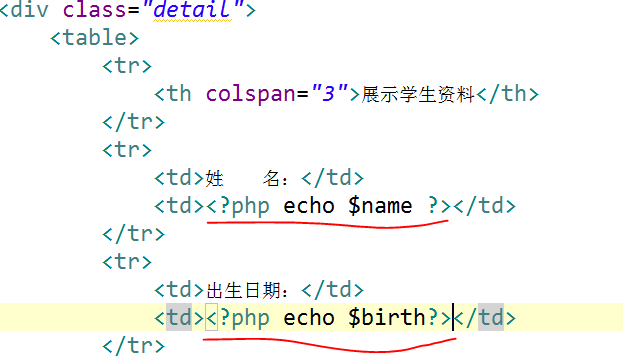 <div class="detail">
<table>
<tr>
<th colspan="3">展示学生资料</th>
</tr>
<tr>
<td>姓    名：</td>
<td><?php echo $name ?></td>
</tr>
<tr>
<td>出生日期：</td>
<td><?php echo $birth?></td>
</tr>